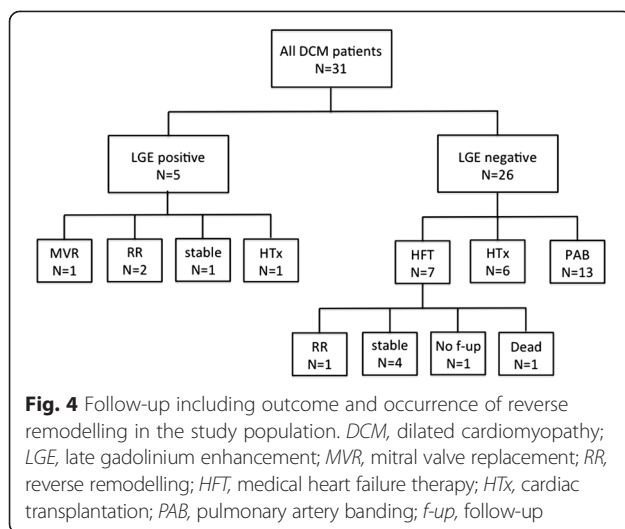 All DCM patients
N=31
LGE positive
N=5
LGE negative
N=26
MVR
N=1
RR
N=2
stable
N=1
HTx
N=1
HFT
N=7
HTx
N=6
PAB
N=13
RR
N=1
stable
N=4
No f-up
N=1
Dead
N=1
Fig. 4 Follow-up including outcome and occurrence of reverse
remodelling in the study population. DCM, dilated cardiomyopathy;
LGE, late gadolinium enhancement; MVR, mitral valve replacement; RR,
reverse remodelling; HFT, medical heart failure therapy; HTx, cardiac
transplantation; PAB, pulmonary artery banding; f-up, follow-up